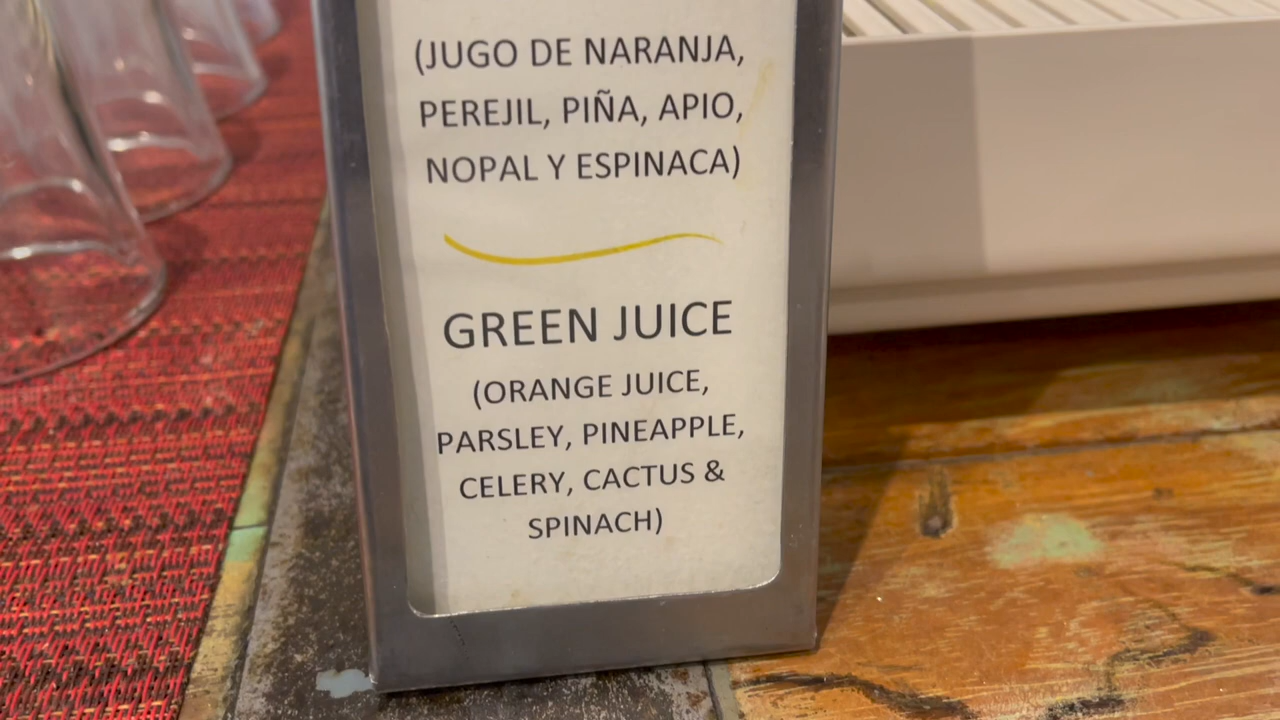 (JUGO DE NARANJA,
PEREJIL, PIÑA, APIO,
NOPAL Y ESPINACA)
GREEN JUICE
(ORANGE JUICE,
PARSLEY, PINEAPPLE,
CELERY, CACTUS &
SPINACH)